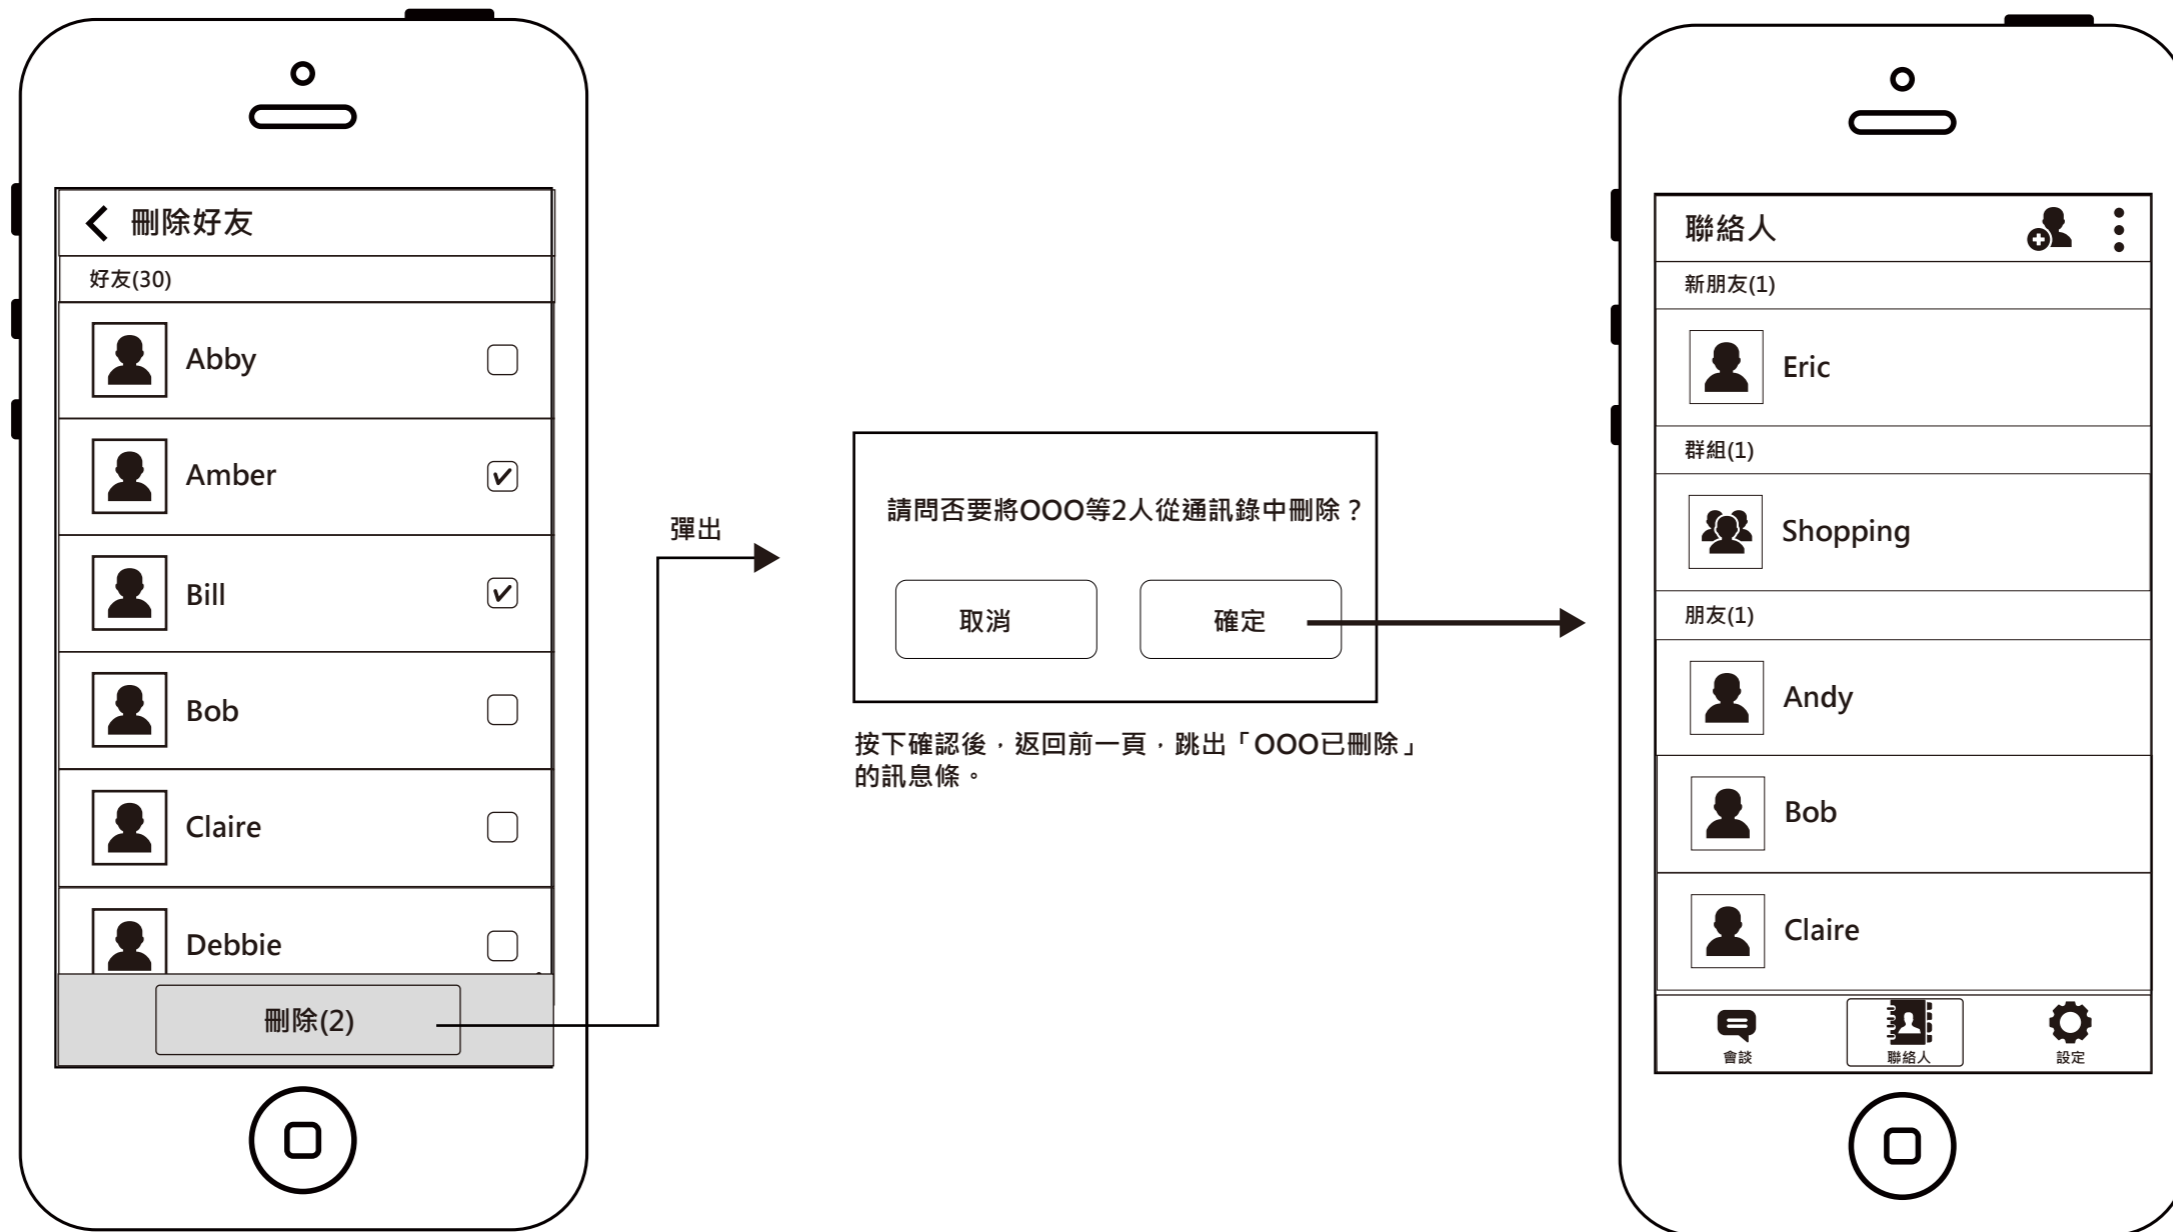 刪除好友
好友(30)
Abby
Amber
Bill
Bob
Claire
Debbie
刪除(2)
彈出
請問否要將OOO等2人從通訊錄中刪除？
取消
確定
按下確認後，返回前一頁，跳出「OOO已刪除」
的訊息條。
聯絡人
新朋友(1)
Eric
群組(1)
Shopping
朋友(1)
Andy
Bob
Claire
會談
聯絡人
設定